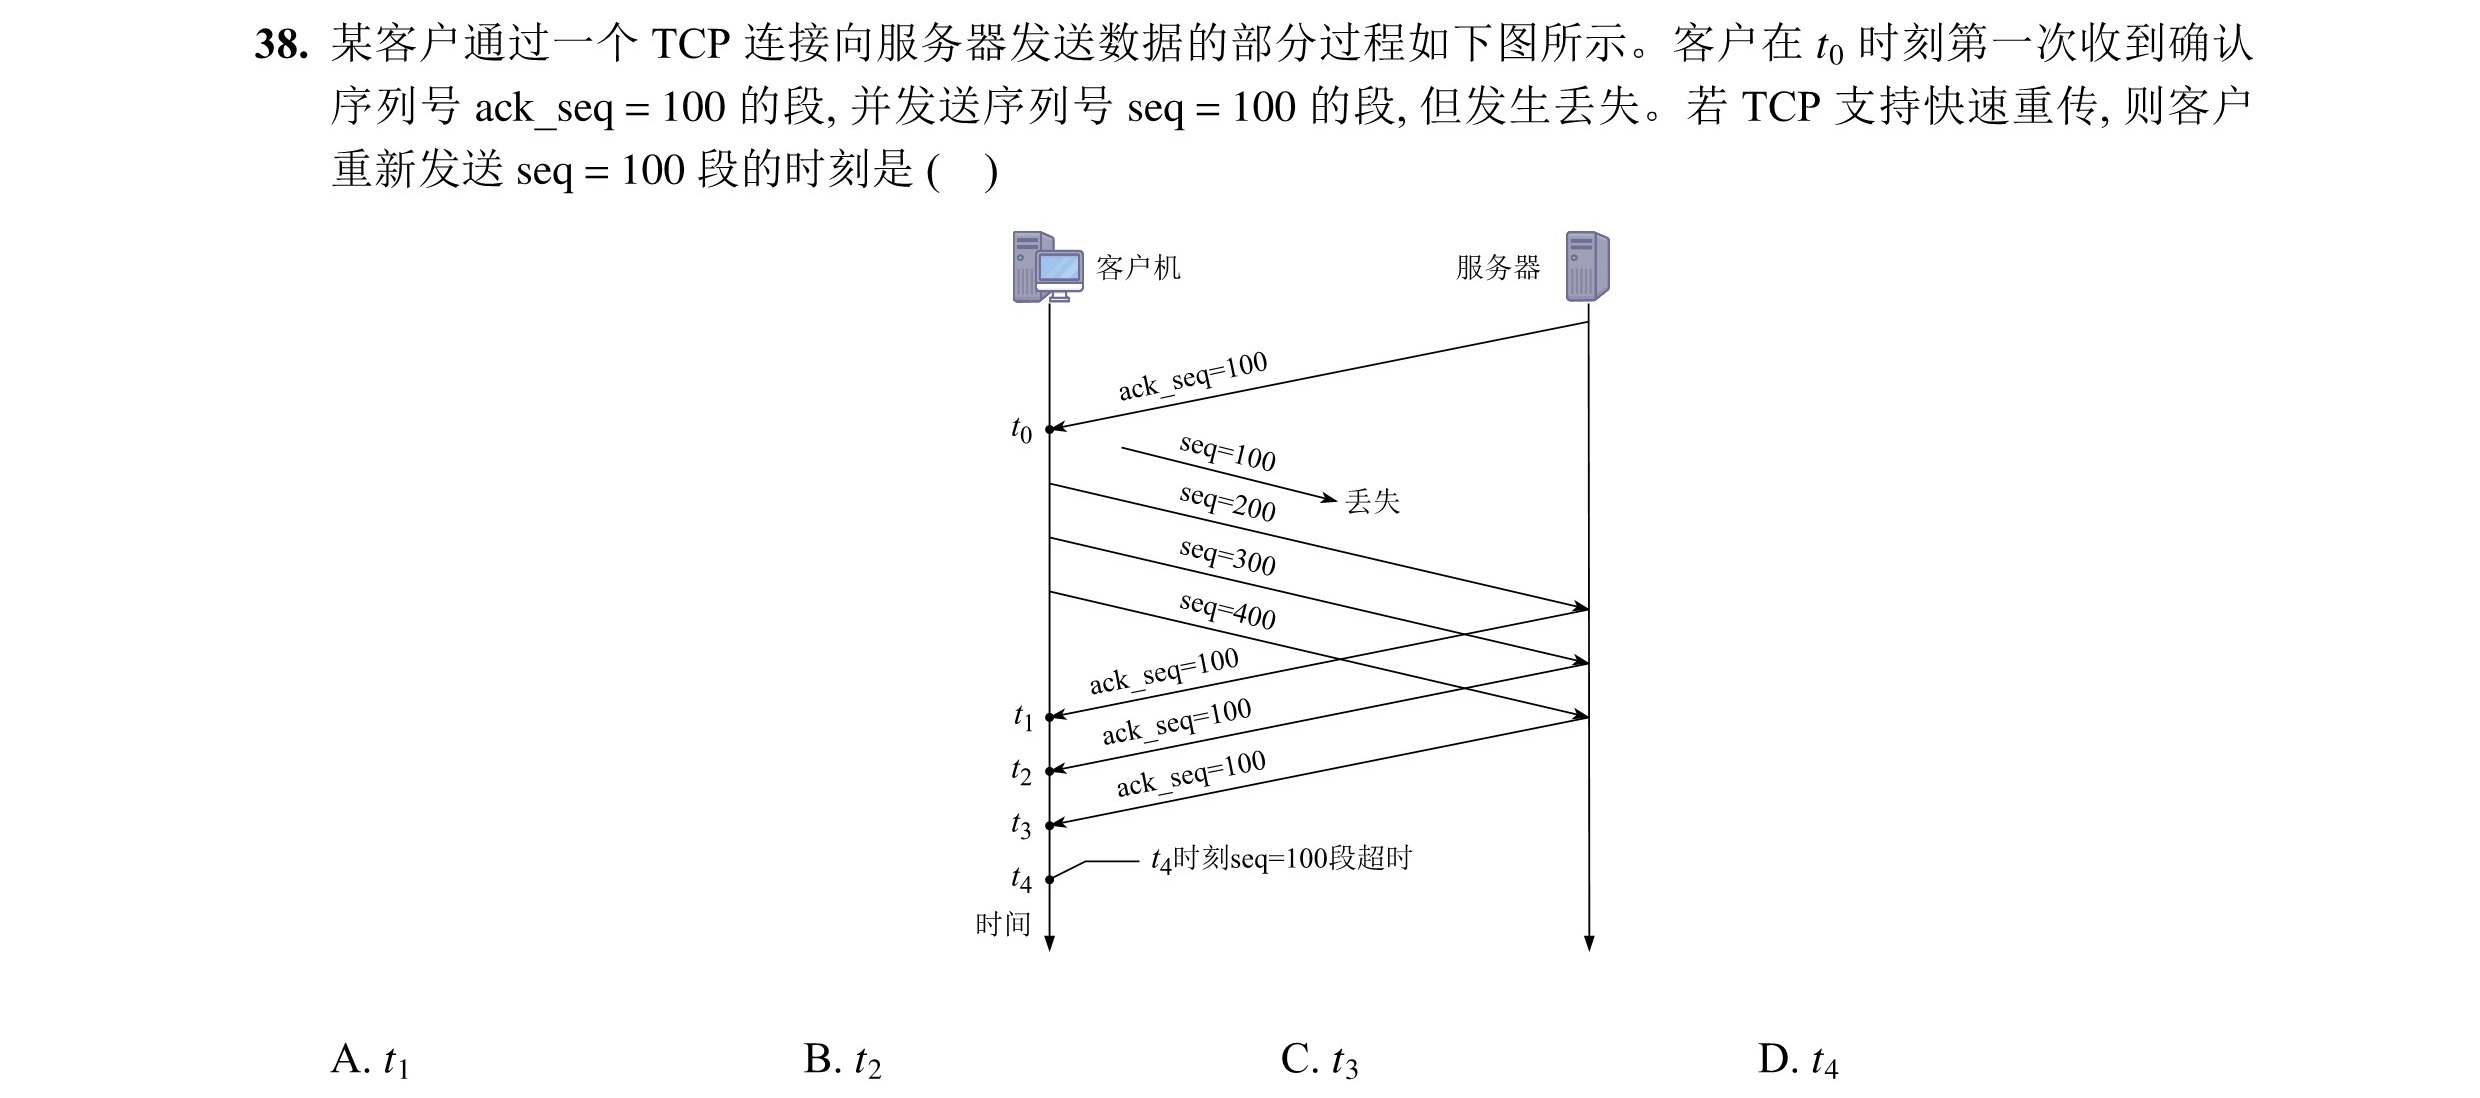 38. 某客户通过一个 TCP 连接向服务器发送数据的部分过程如下图所示。客户在 t0 时刻第一次收到确认
序列号 ack_seq = 100 的段, 并发送序列号 seq = 100 的段, 但发生丢失。若 TCP 支持快速重传, 则客户
重新发送 seq = 100 段的时刻是 ( )
客户机 服务器
ack_seq=100
t0
seq=100
丢失
seq=200
seq=300
seq=400
ack_seq=100
t1
ack_seq=100
t2
ack_seq=100
t3
t4时刻seq=100段超时
t4
时间
A. t1 B. t2 C. t3 D. t4